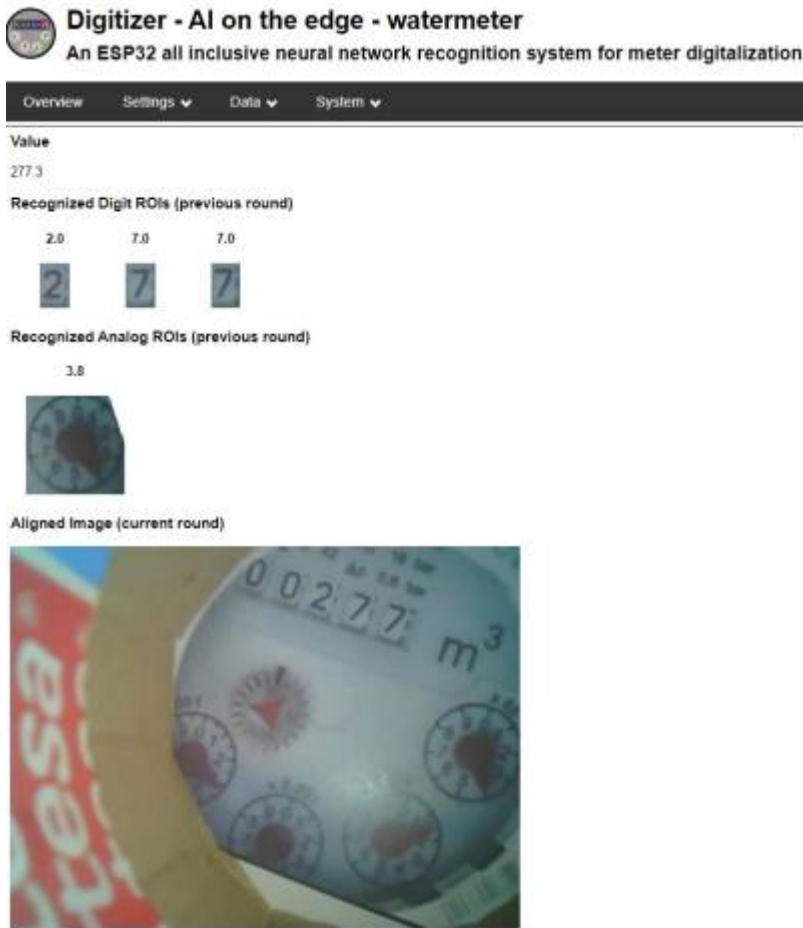 Digitizer - AI on the edge - watermeter
An ESP32 all inclusive neural network recognition system for meter digitalization
Overview Settings Data System
Value
277.3
Recognized Digit ROIs (previous round)
2.0 7.0 7.0
2 7 7
Recognized Analog ROIs (previous round)
3.8
Aligned Image (current round)
00277 m³